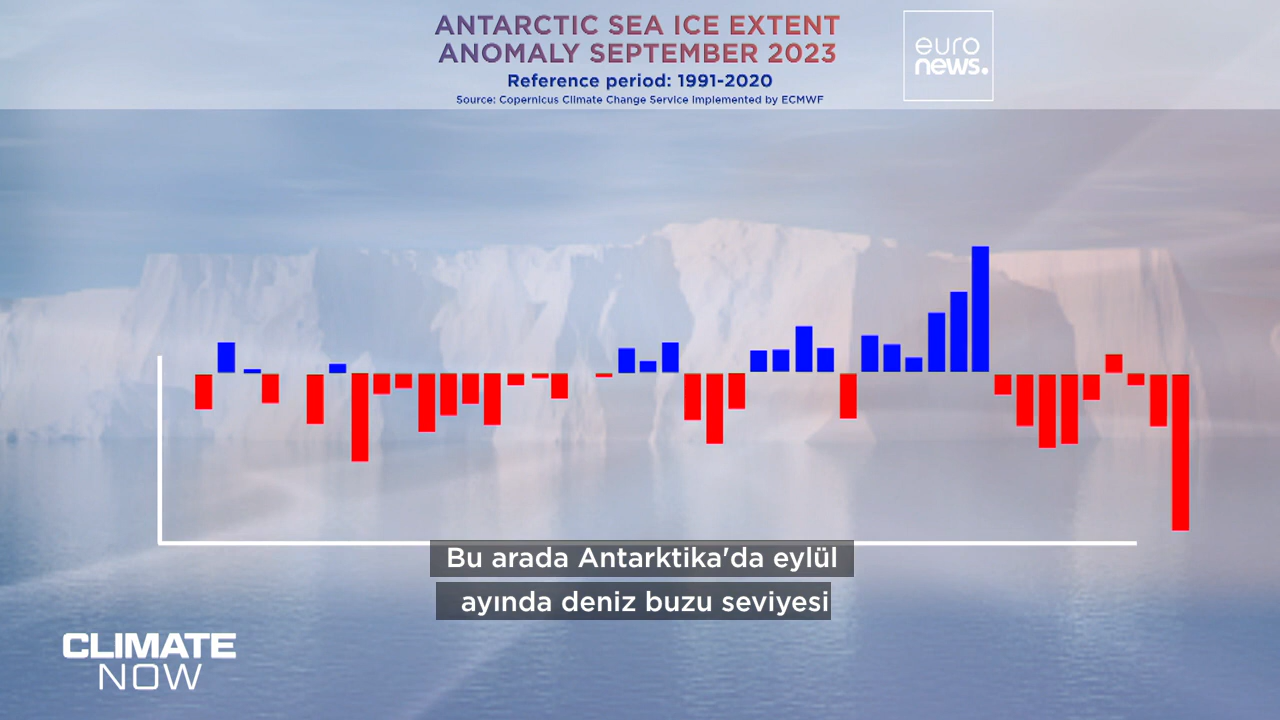 ANTARCTIC SEA ICE EXTENT
ANOMALY SEPTEMBER 2023
Reference period: 1991-2020
Source: Copernicus Climate Change Service Implemented by ECMWF
euro
news.
Bu arada Antarktika'da eylül
ayında deniz buzu seviyesi
CLIMATE
NOW